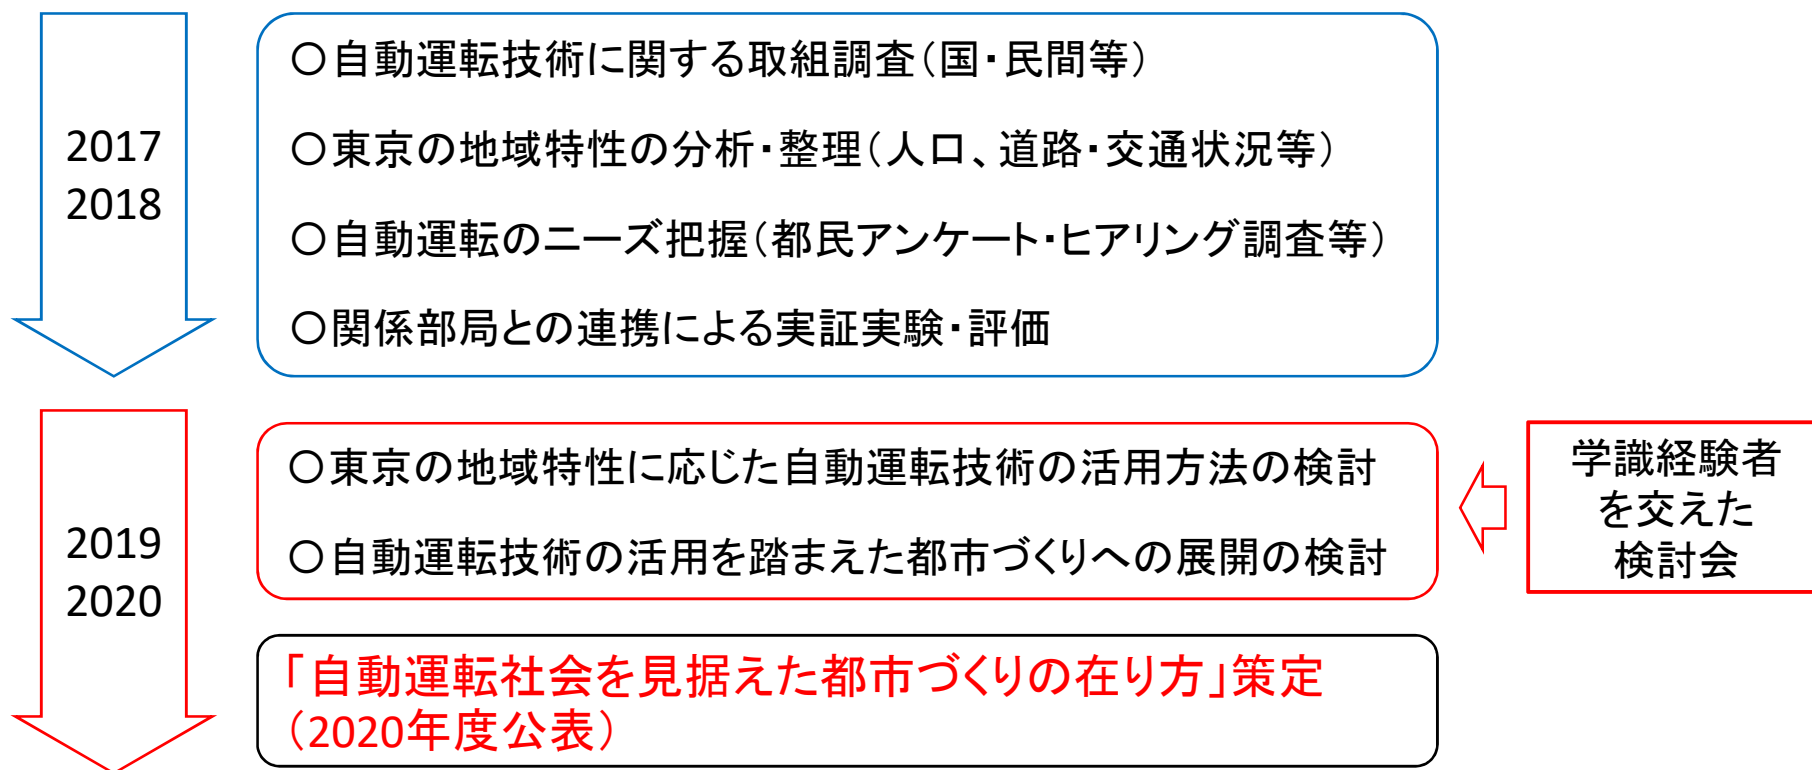 2017
2018
〇自動運転技術に関する取組調査（国・民間等）
〇東京の地域特性の分析・整理（人口、道路・交通状況等）
〇自動運転のニーズ把握（都民アンケート・ヒアリング調査等）
〇関係部局との連携による実証実験・評価
2019
2020
〇東京の地域特性に応じた自動運転技術の活用方法の検討
〇自動運転技術の活用を踏まえた都市づくりへの展開の検討
学識経験者
を交えた
検討会
「自動運転社会を見据えた都市づくりの在り方」策定
（2020年度公表）